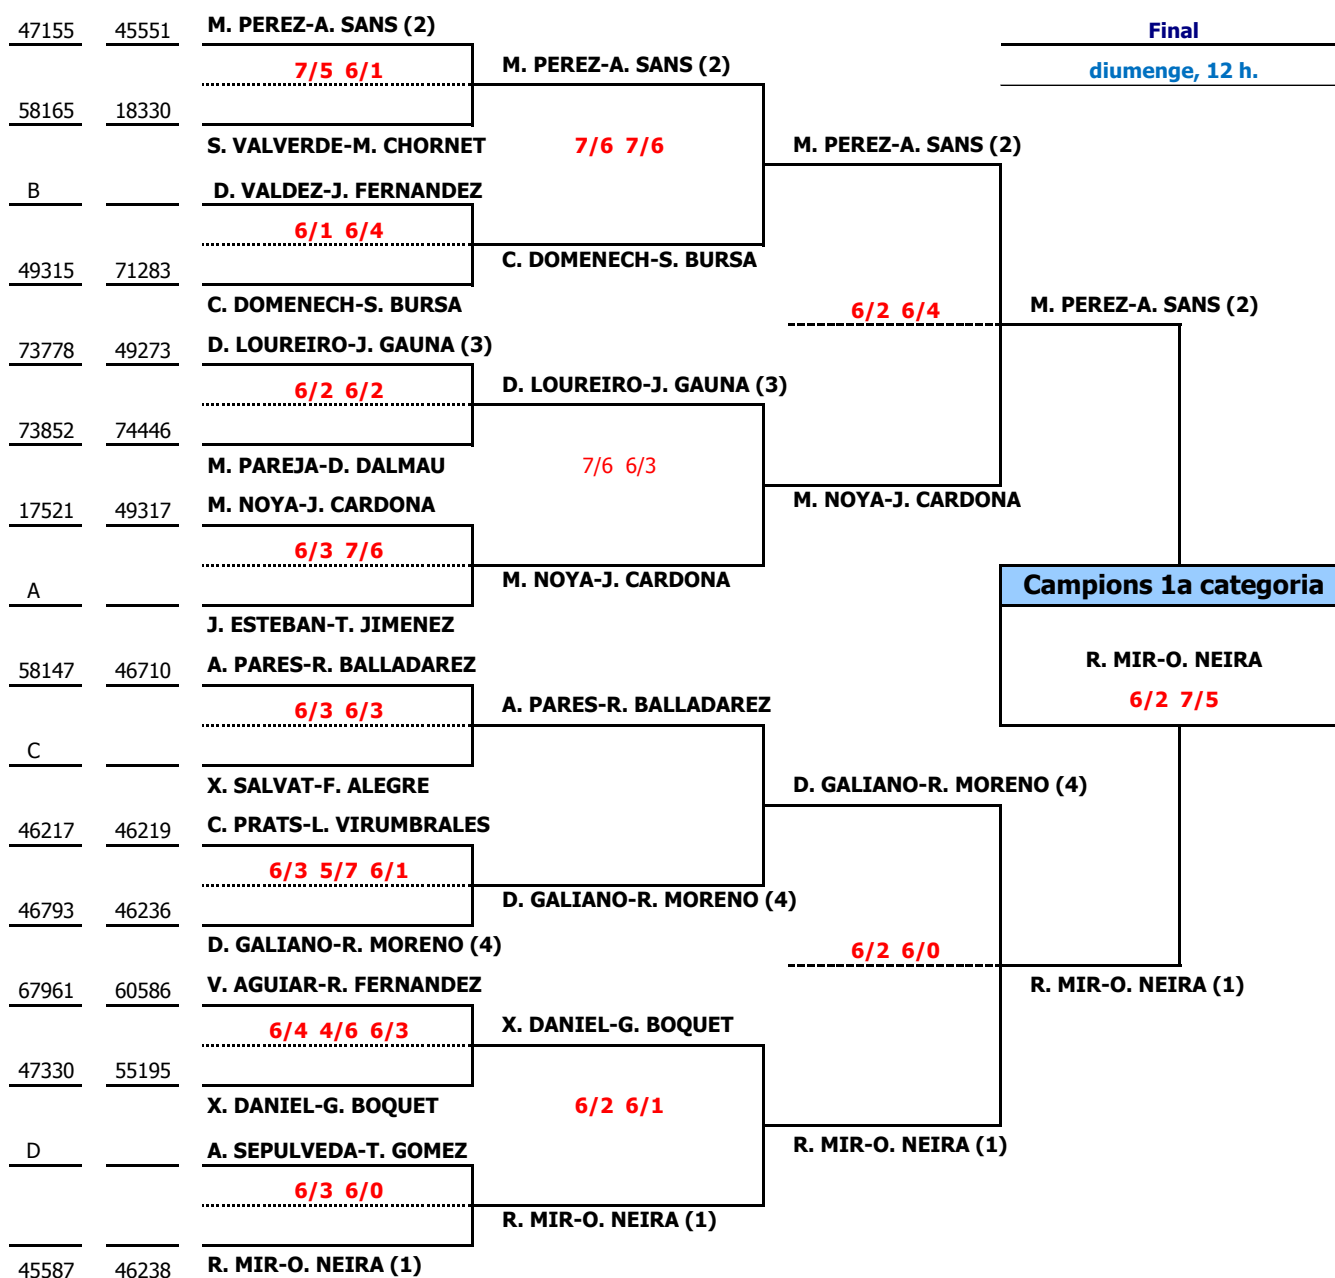 47155 45551 M. PEREZ-A. SANS (2)
Final
7/5 6/1
M. PEREZ-A. SANS (2)
diumenge, 12 h.
58165 18330
S. VALVERDE-M. CHORNET
7/6 7/6
M. PEREZ-A. SANS (2)
B
D. VALDEZ-J. FERNANDEZ
6/1 6/4
C. DOMENECH-S. BURSA
49315 71283
C. DOMENECH-S. BURSA
6/2 6/4
M. PEREZ-A. SANS (2)
73778 49273 D. LOUREIRO-J. GAUNA (3)
6/2 6/2
D. LOUREIRO-J. GAUNA (3)
73852 74446
M. PAREJA-D. DALMAU
7/6 6/3
17521 49317 M. NOYA-J. CARDONA
M. NOYA-J. CARDONA
6/3 7/6
M. NOYA-J. CARDONA
Campions 1a categoria
A
J. ESTEBAN-T. JIMENEZ
58147 46710 A. PARES-R. BALLADAREZ
R. MIR-O. NEIRA
6/3 6/3
A. PARES-R. BALLADAREZ
6/2 7/5
C
X. SALVAT-F. ALEGRE
D. GALIANO-R. MORENO (4)
46217 46219 C. PRATS-L. VIRUMBRALES
6/3 5/7 6/1
D. GALIANO-R. MORENO (4)
46793 46236
D. GALIANO-R. MORENO (4)
6/2 6/0
67961 60586 V. AGUIAR-R. FERNANDEZ
R. MIR-O. NEIRA (1)
6/4 4/6 6/3
X. DANIEL-G. BOQUET
47330 55195
X. DANIEL-G. BOQUET
6/2 6/1
D
A. SEPULVEDA-T. GOMEZ
R. MIR-O. NEIRA (1)
6/3 6/0
R. MIR-O. NEIRA (1)
45587 46238 R. MIR-O. NEIRA (1)